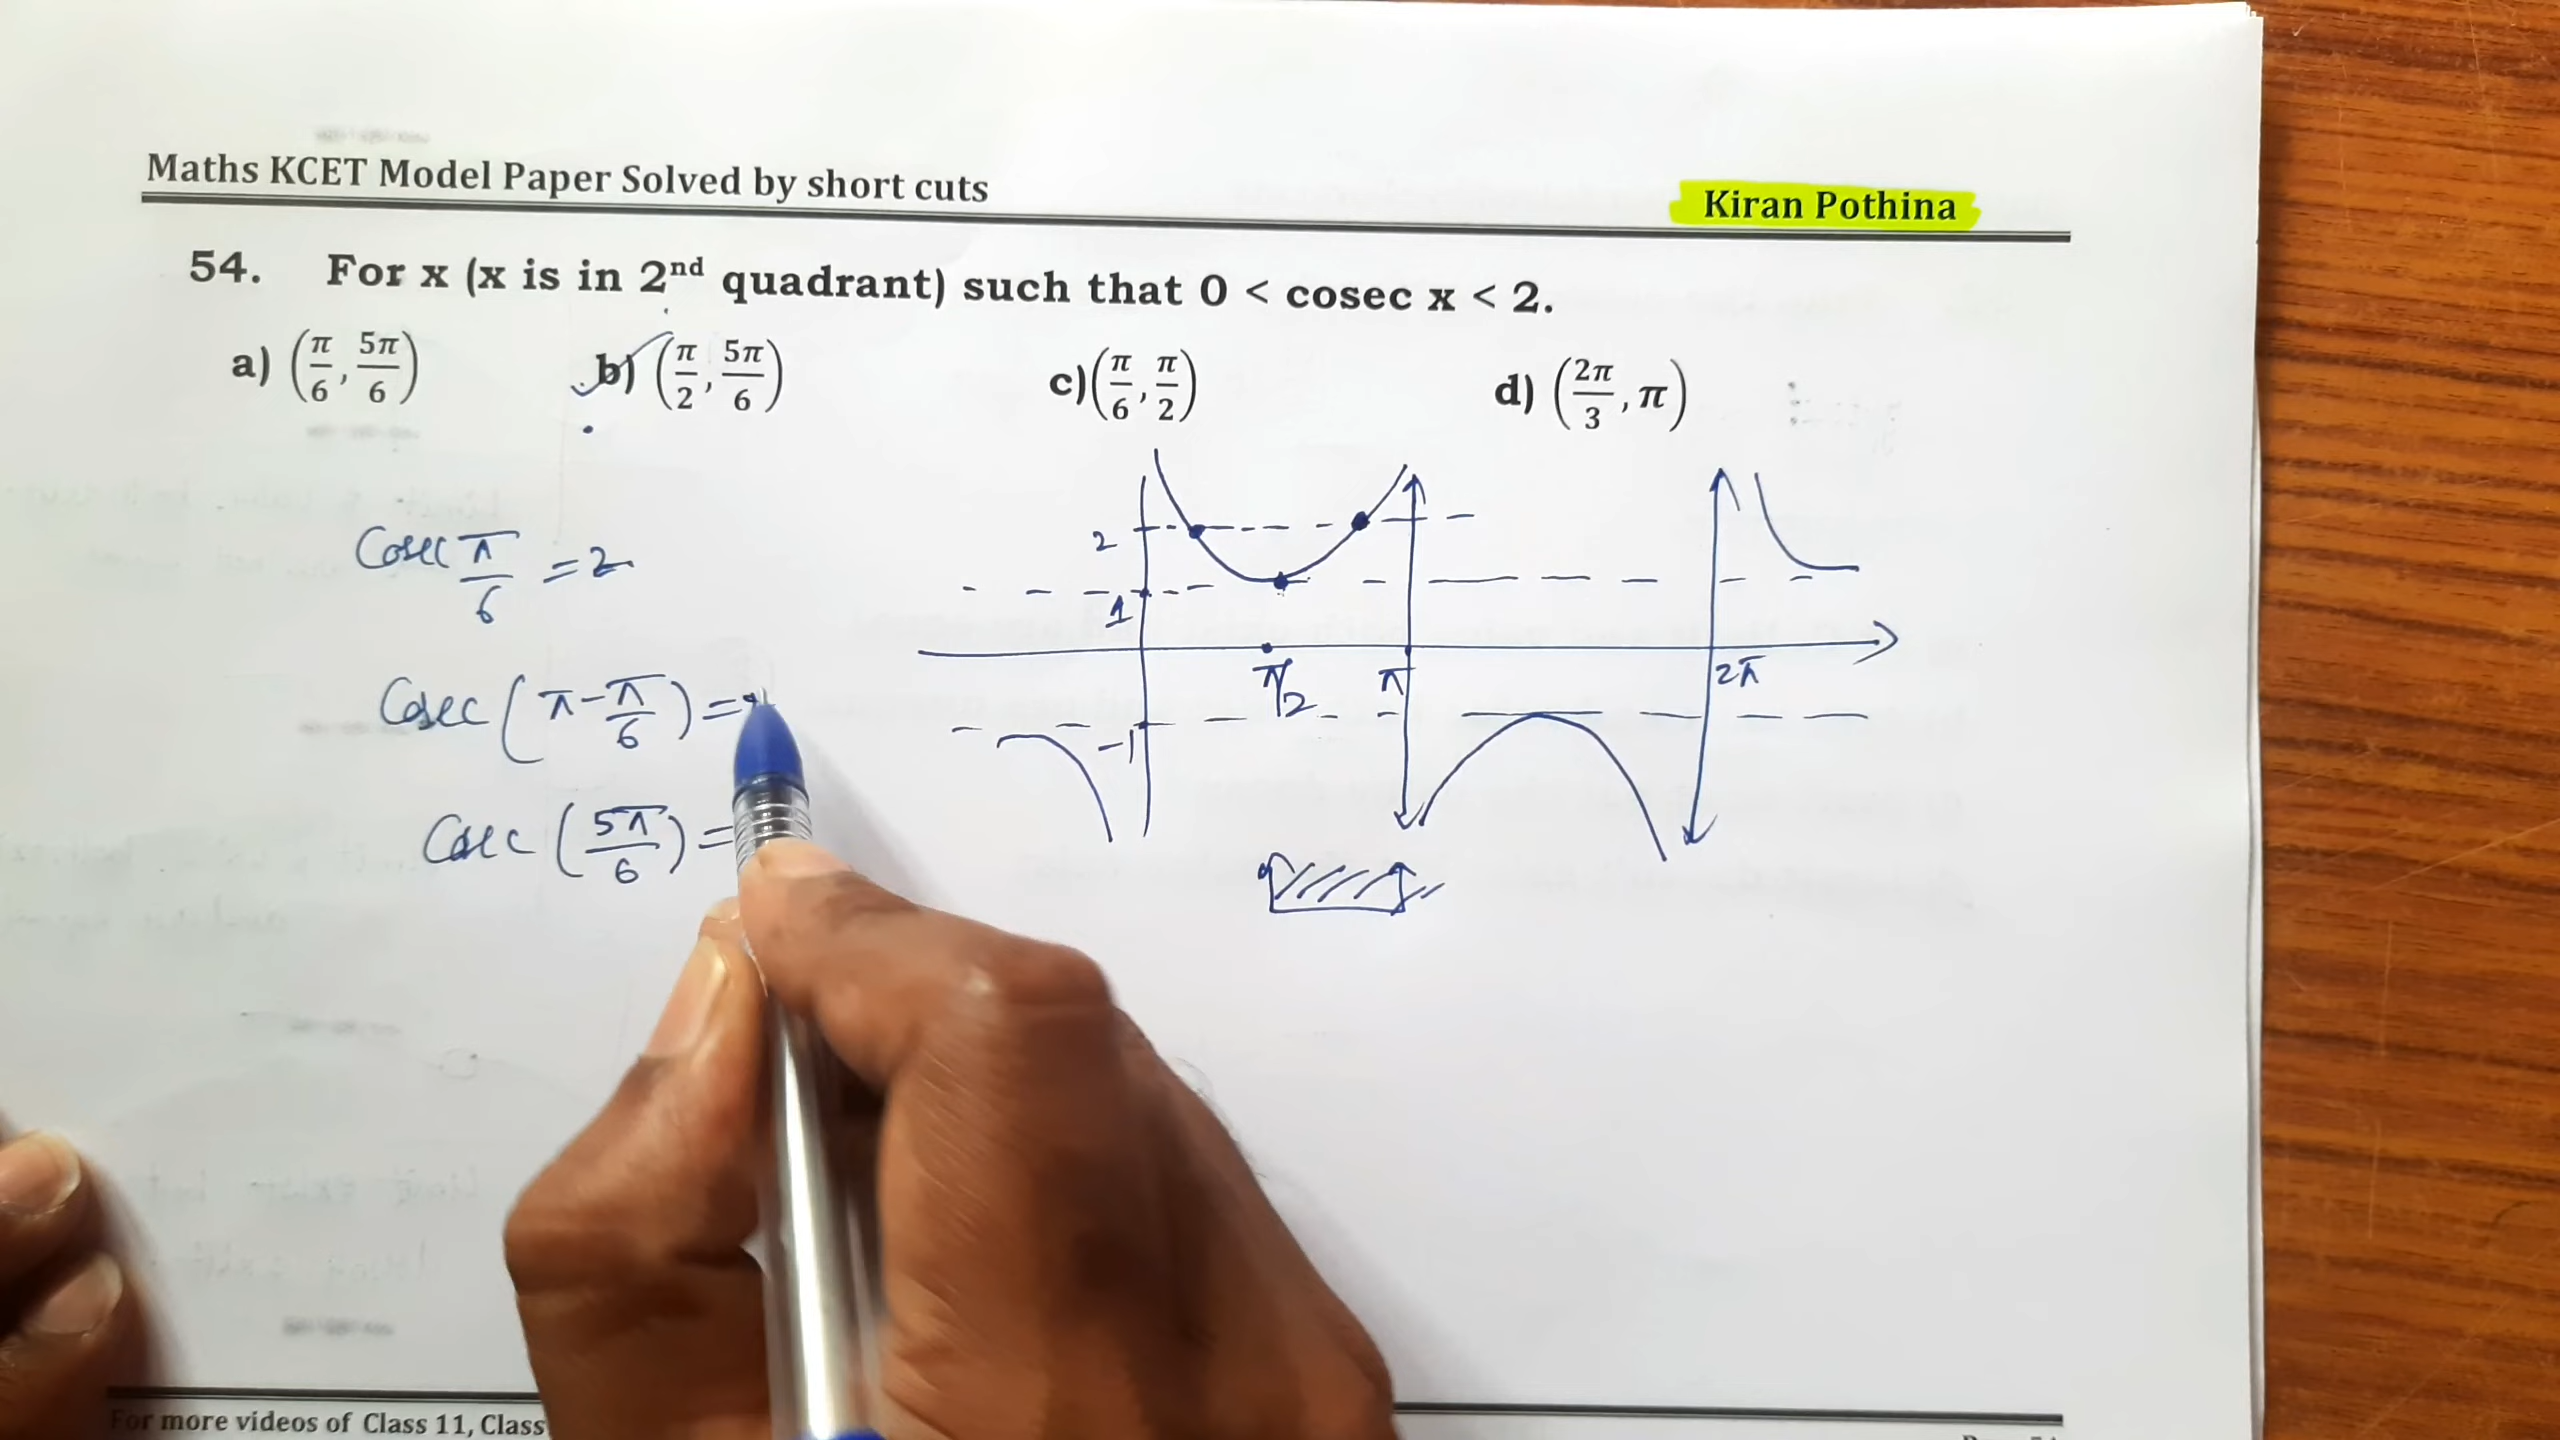 Maths KCET Model Paper Solved by short cuts Kiran Pothina
54. For x (x is in 2nd quadrant) such that 0 < cosec x < 2.
a) (π/6, 5π/6) b) (π/2, 5π/6) c) (π/6, π/2) d) (2π/3, π)
Cosec π/6 = 2
Cosec (π - π/6) =
Cosec (5π/6) =
2
1
π/2 π 2π
-1
For more videos of Class 11, Class